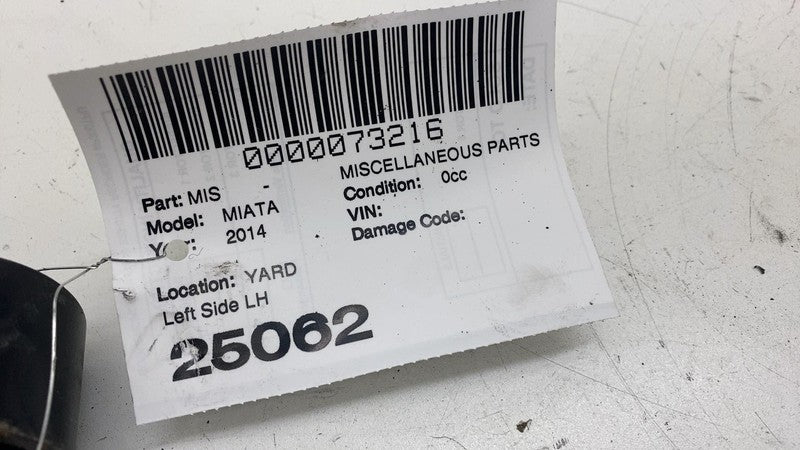 0000073216
Part: MIS - MISCELLANEOUS PARTS
Model: MIATA Condition: 0cc
Year: 2014 VIN:
Damage Code:
Location: YARD
Left Side LH
25062